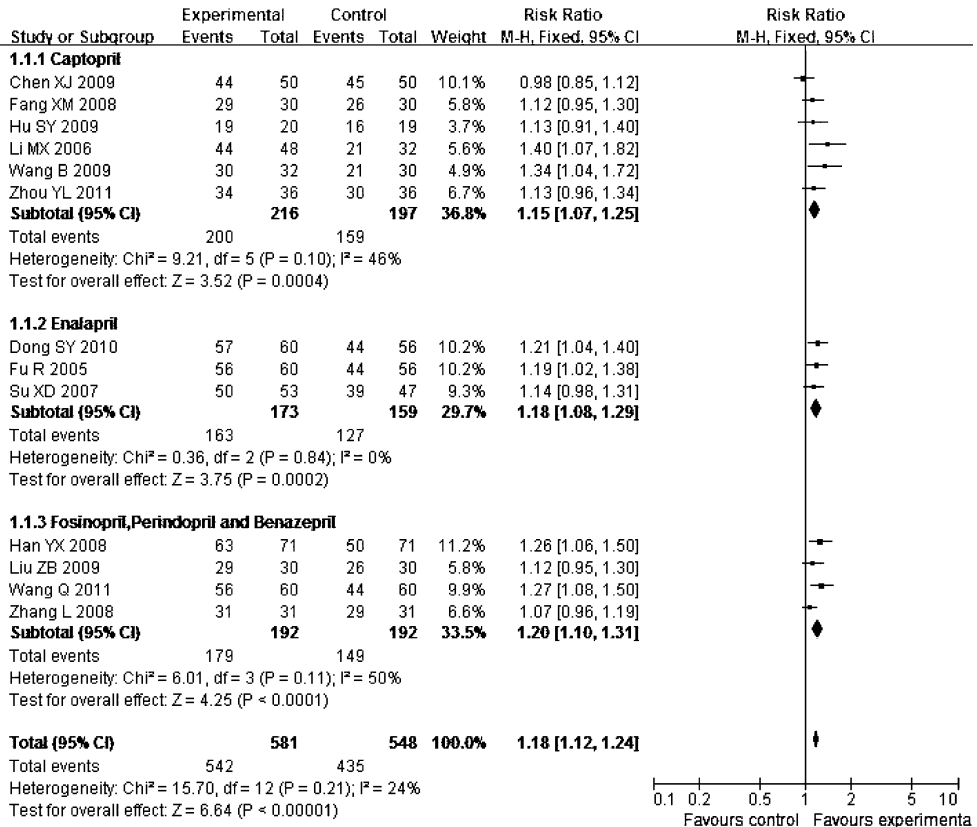 Experimental Control Risk Ratio Risk Ratio
Study or Subgroup Events Total Events Total Weight M-H, Fixed, 95% CI M-H, Fixed, 95% CI
1.1.1 Captopril
Chen XJ 2009 44 50 45 50 10.1% 0.98 [0.85, 1.12]
Fang XM 2008 29 30 26 30 5.8% 1.12 [0.95, 1.30]
Hu SY 2009 19 20 16 19 3.7% 1.13 [0.91, 1.40]
Li MX 2006 44 48 21 32 5.6% 1.40 [1.07, 1.82]
Wang B 2009 30 32 21 30 4.9% 1.34 [1.04, 1.72]
Zhou YL 2011 34 36 30 36 6.7% 1.13 [0.96, 1.34]
Subtotal (95% CI) 216 197 36.8% 1.15 [1.07, 1.25]
Total events 200 159
Heterogeneity: Chi² = 9.21, df = 5 (P = 0.10); I² = 46%
Test for overall effect: Z = 3.52 (P = 0.0004)
1.1.2 Enalapril
Dong SY 2010 57 60 44 56 10.2% 1.21 [1.04, 1.40]
Fu R 2005 56 60 44 56 10.2% 1.19 [1.02, 1.38]
Su XD 2007 50 53 39 47 9.3% 1.14 [0.98, 1.31]
Subtotal (95% CI) 173 159 29.7% 1.18 [1.08, 1.29]
Total events 163 127
Heterogeneity: Chi² = 0.36, df = 2 (P = 0.84); I² = 0%
Test for overall effect: Z = 3.75 (P = 0.0002)
1.1.3 Fosinopril,Perindopril and Benazepril
Han YX 2008 63 71 50 71 11.2% 1.26 [1.06, 1.50]
Liu ZB 2009 29 30 26 30 5.8% 1.12 [0.95, 1.30]
Wang Q 2011 56 60 44 60 9.9% 1.27 [1.08, 1.50]
Zhang L 2008 31 31 29 31 6.6% 1.07 [0.96, 1.19]
Subtotal (95% CI) 192 192 33.5% 1.20 [1.10, 1.31]
Total events 179 149
Heterogeneity: Chi² = 6.01, df = 3 (P = 0.11); I² = 50%
Test for overall effect: Z = 4.25 (P < 0.0001)
Total (95% CI) 581 548 100.0% 1.18 [1.12, 1.24]
Total events 542 435
Heterogeneity: Chi² = 15.70, df = 12 (P = 0.21); I² = 24%
Test for overall effect: Z = 6.64 (P < 0.00001)
0.1 0.2 0.5 1 2 5 10
Favours control Favours experimenta